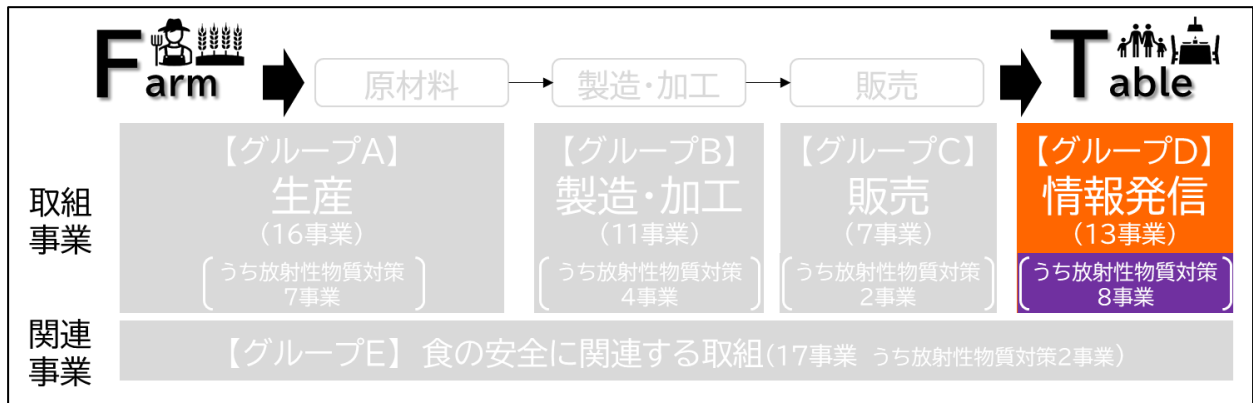 Farm
原材料
製造・加工
販売
Table
取組
事業
【グループA】
生産
（16事業）
うち放射性物質対策
7事業
【グループB】
製造・加工
（11事業）
うち放射性物質対策
4事業
【グループC】
販売
（7事業）
うち放射性物質対策
2事業
【グループD】
情報発信
（13事業）
うち放射性物質対策
8事業
関連
事業
【グループE】食の安全に関連する取組（17事業 うち放射性物質対策2事業）